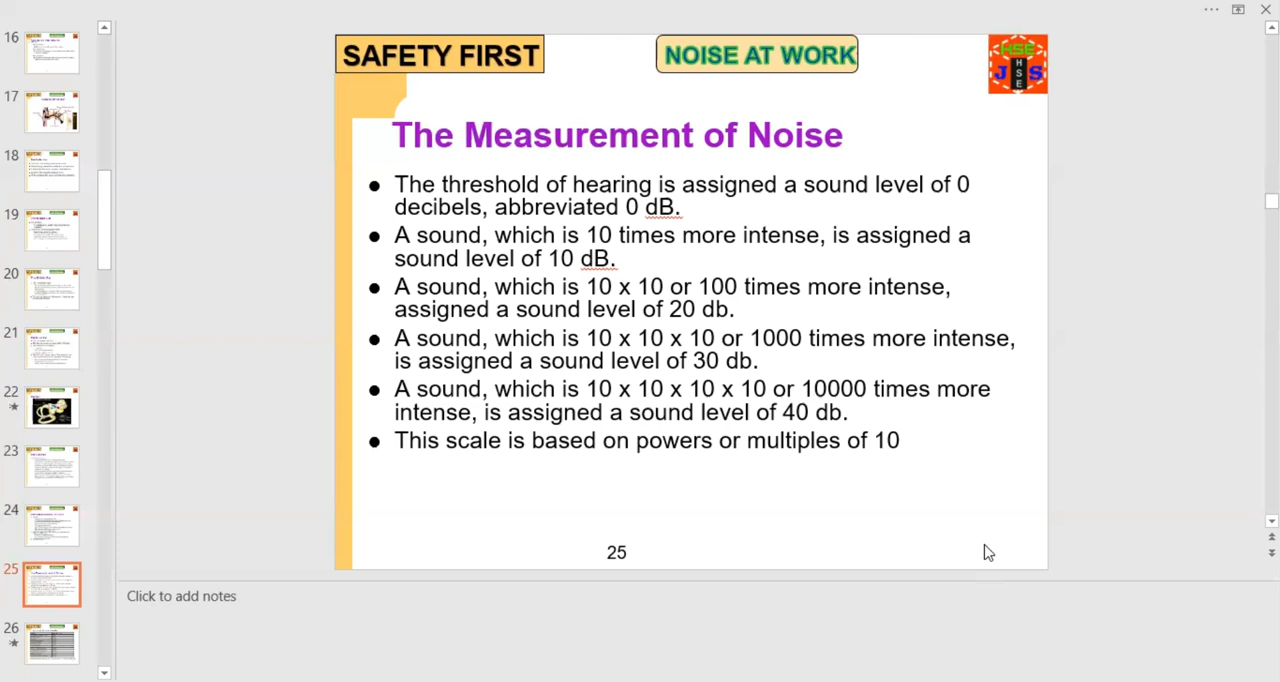 16
17
18
19
20
21
22
23
24
25
26
SAFETY FIRST
NOISE AT WORK
HSE
J
H
S
E
S
The Measurement of Noise
● The threshold of hearing is assigned a sound level of 0
decibels, abbreviated 0 dB.
● A sound, which is 10 times more intense, is assigned a
sound level of 10 dB.
● A sound, which is 10 x 10 or 100 times more intense,
assigned a sound level of 20 db.
● A sound, which is 10 x 10 x 10 or 1000 times more intense,
is assigned a sound level of 30 db.
● A sound, which is 10 x 10 x 10 x 10 or 10000 times more
intense, is assigned a sound level of 40 db.
● This scale is based on powers or multiples of 10
25
Click to add notes